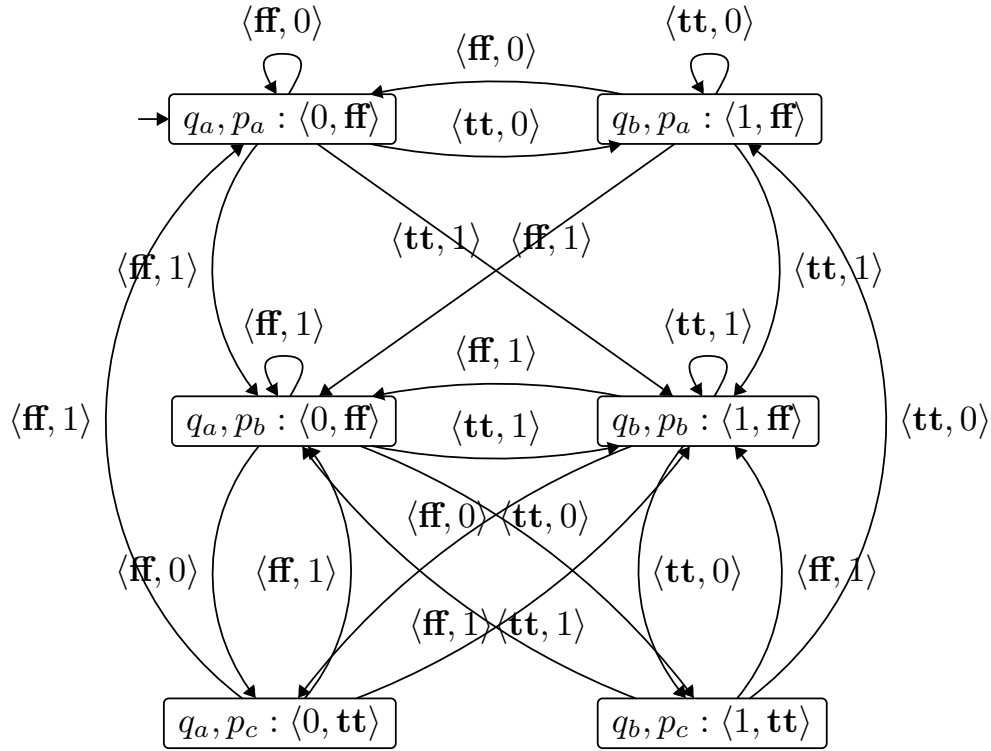 ⟨ff, 0⟩
⟨tt, 0⟩
⟨ff, 0⟩
q_a, p_a : ⟨0, ff⟩
⟨tt, 0⟩
q_b, p_a : ⟨1, ff⟩
⟨tt, 1⟩ ⟨ff, 1⟩
⟨ff, 1⟩
⟨tt, 1⟩
⟨ff, 1⟩
⟨tt, 1⟩
⟨ff, 1⟩
⟨ff, 1⟩
q_a, p_b : ⟨0, ff⟩
⟨tt, 1⟩
q_b, p_b : ⟨1, ff⟩
⟨tt, 0⟩
⟨ff, 0⟩ ⟨tt, 0⟩
⟨ff, 0⟩
⟨ff, 1⟩
⟨tt, 0⟩
⟨ff, 1⟩
⟨ff, 1⟩ ⟨tt, 1⟩
q_a, p_c : ⟨0, tt⟩
q_b, p_c : ⟨1, tt⟩